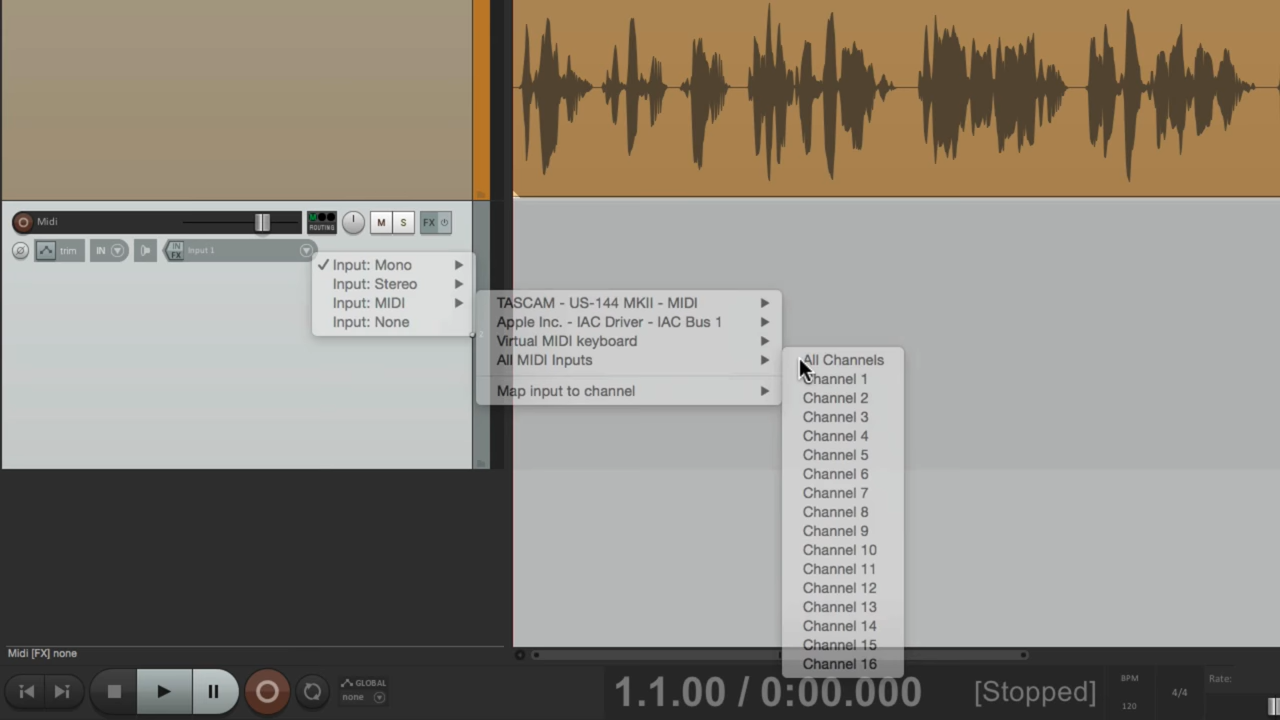 Midi
ROUTING
M S
FX
trim
IN
IN FX
Input 1
Input: Mono
Input: Stereo
Input: MIDI
Input: None
TASCAM - US-144 MKII - MIDI
Apple Inc. - IAC Driver - IAC Bus 1
Virtual MIDI keyboard
All MIDI Inputs
Map input to channel
All Channels
Channel 1
Channel 2
Channel 3
Channel 4
Channel 5
Channel 6
Channel 7
Channel 8
Channel 9
Channel 10
Channel 11
Channel 12
Channel 13
Channel 14
Channel 15
Channel 16
Midi [FX] none
GLOBAL
none
1.1.00 / 0:00.000
[Stopped]
BPM
120
4/4
Rate: